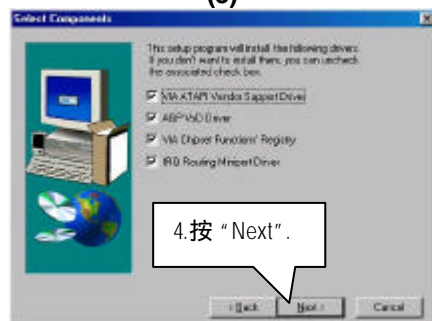 (3)
Select Components
This setup program will install the following drivers.
If you don't want to install them, you can uncheck
the associated check box.
VIA ATAPI Vendor Support Driver
AGP VxD Driver
VIA Chipset Functions' Registry
IRQ Routing Miniport Driver
4.按 “Next”.
< Back
Next >
Cancel